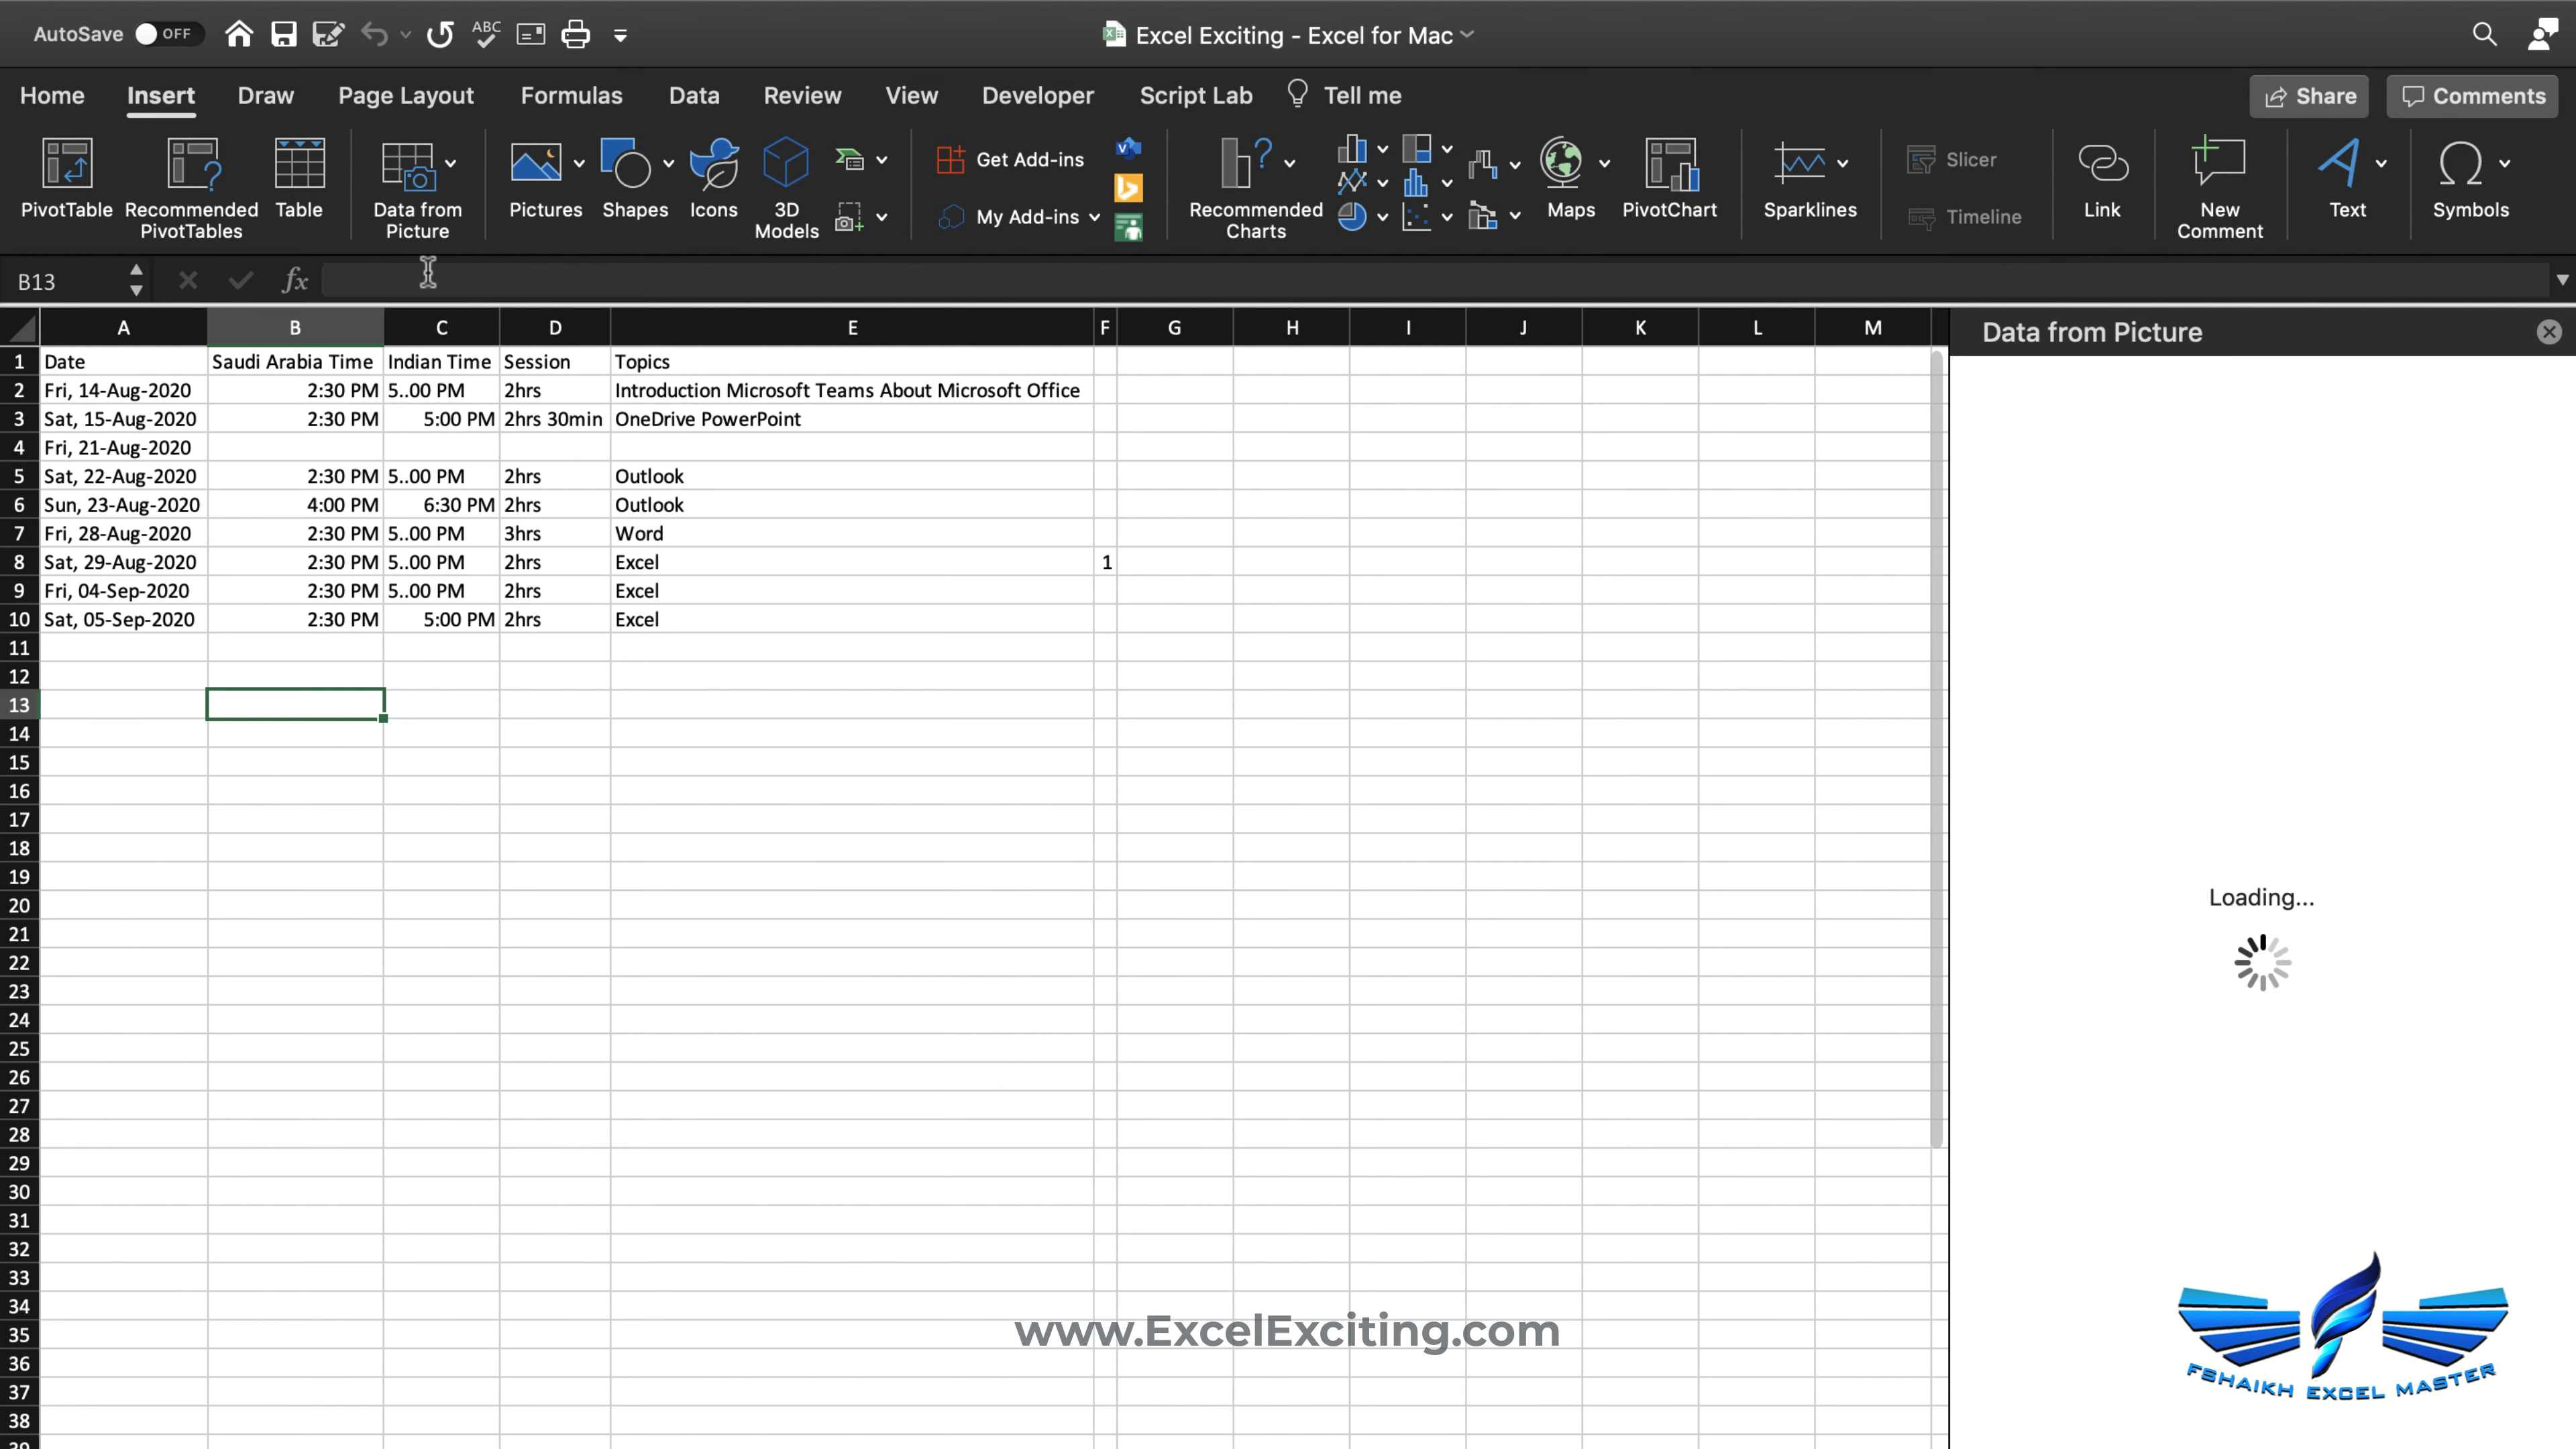 AutoSave OFF ABC Excel Exciting - Excel for Mac
Home Insert Draw Page Layout Formulas Data Review View Developer Script Lab Tell me Share Comments
PivotTable
Recommended PivotTables
Table
Data from Picture
Pictures
Shapes
Icons
3D Models
Get Add-ins
My Add-ins
Recommended Charts
Maps
PivotChart
Sparklines
Slicer
Timeline
Link
New Comment
Text
Symbols
B13 fx
A B C D E F G H I J K L M
Data from Picture
1 Date Saudi Arabia Time Indian Time Session Topics
2 Fri, 14-Aug-2020 2:30 PM 5..00 PM 2hrs Introduction Microsoft Teams About Microsoft Office
3 Sat, 15-Aug-2020 2:30 PM 5:00 PM 2hrs 30min OneDrive PowerPoint
4 Fri, 21-Aug-2020
5 Sat, 22-Aug-2020 2:30 PM 5..00 PM 2hrs Outlook
6 Sun, 23-Aug-2020 4:00 PM 6:30 PM 2hrs Outlook
7 Fri, 28-Aug-2020 2:30 PM 5..00 PM 3hrs Word
8 Sat, 29-Aug-2020 2:30 PM 5..00 PM 2hrs Excel 1
9 Fri, 04-Sep-2020 2:30 PM 5..00 PM 2hrs Excel
10 Sat, 05-Sep-2020 2:30 PM 5:00 PM 2hrs Excel
11
12
13
14
15
16
17
18
19
20
21
22
23
24
25
26
27
28
29
30
31
32
33
34
35
36
37
38
39
Loading...
www.ExcelExciting.com
FSHAIKH EXCEL MASTER